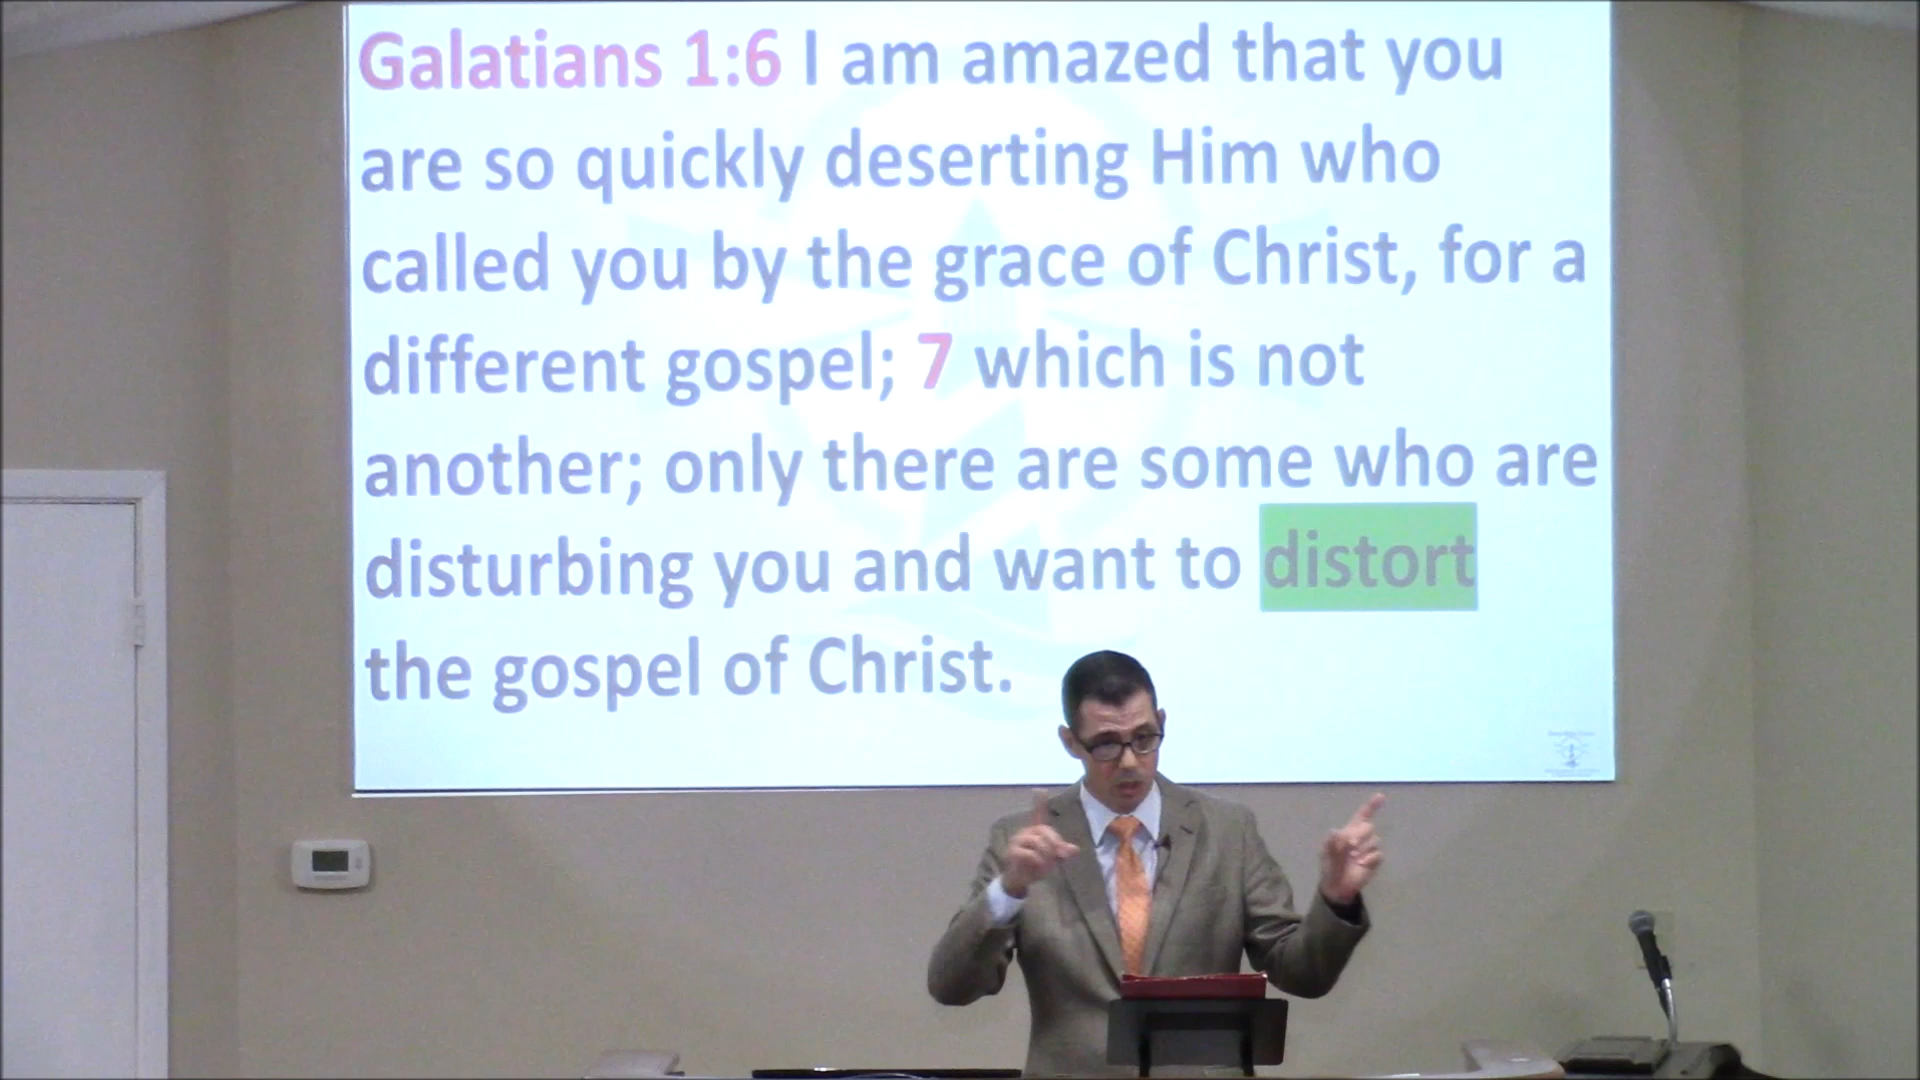 Galatians 1:6 I am amazed that you
are so quickly deserting Him who
called you by the grace of Christ, for a
different gospel; 7 which is not
another; only there are some who are
disturbing you and want to distort
the gospel of Christ.